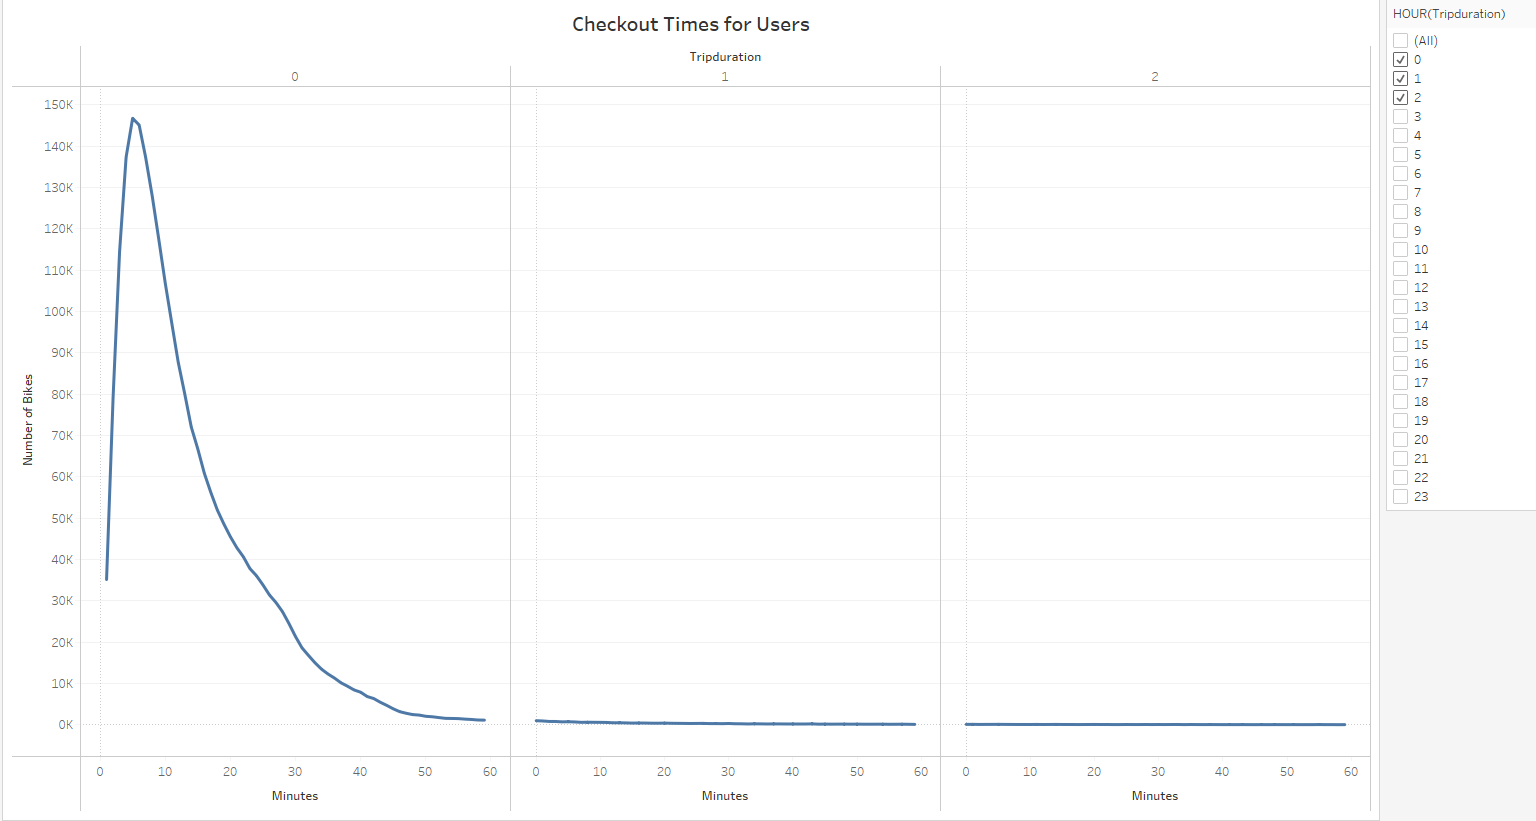 Checkout Times for Users
Tripduration
0 1 2
150K
140K
130K
120K
110K
100K
90K
80K
70K
60K
50K
40K
30K
20K
10K
0K
Number of Bikes
0 10 20 30 40 50 60 0 10 20 30 40 50 60 0 10 20 30 40 50 60
Minutes Minutes Minutes
HOUR(Tripduration)
(All)
0
1
2
3
4
5
6
7
8
9
10
11
12
13
14
15
16
17
18
19
20
21
22
23